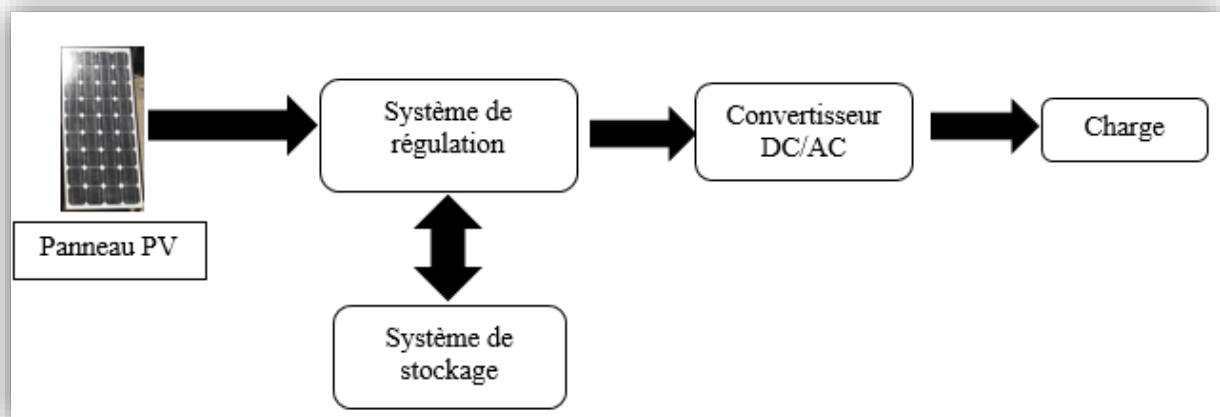 Système de
régulation
Convertisseur
DC/AC
Charge
Panneau PV
Système de
stockage